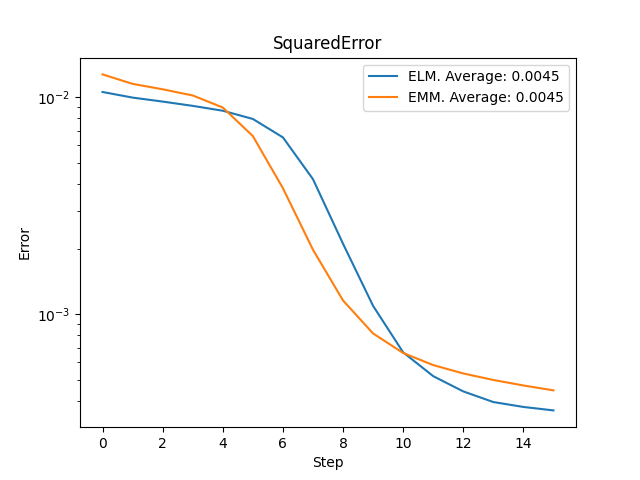 SquaredError
ELM. Average: 0.0045
EMM. Average: 0.0045
10⁻²
10⁻³
Error
0 2 4 6 8 10 12 14
Step